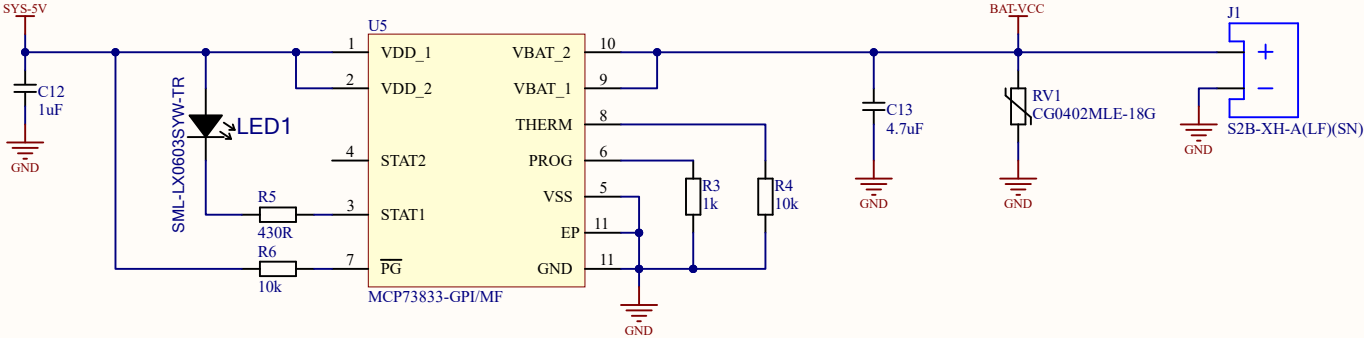 SYS-5V
BAT-VCC
J1
U5
1
VDD_1
VBAT_2
10
+
2
VDD_2
VBAT_1
9
−
C12
1uF
SML-LX0603SYW-TR
LED1
THERM
8
C13
4.7uF
RV1
CG0402MLE-18G
S2B-XH-A(LF)(SN)
GND
GND
4
STAT2
PROG
6
R3
1k
R4
10k
GND
GND
R5
430R
3
STAT1
VSS
5
EP
11
R6
10k
7
PG
GND
11
MCP73833-GPI/MF
GND